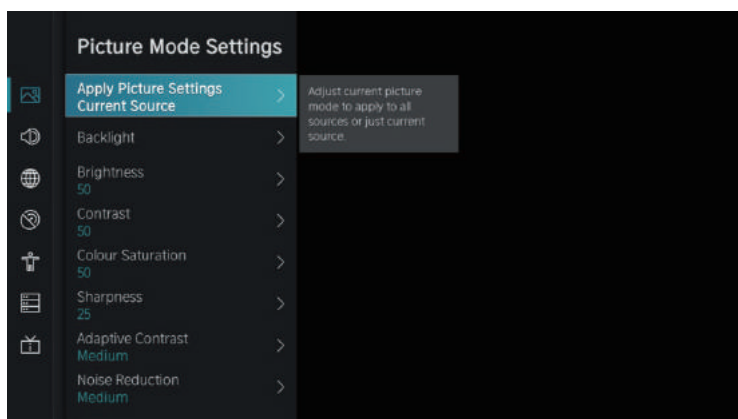 Picture Mode Settings
Apply Picture Settings
Current Source
Adjust current picture
mode to apply to all
sources or just current
source.
Backlight
Brightness
50
Contrast
50
Colour Saturation
50
Sharpness
25
Adaptive Contrast
Medium
Noise Reduction
Medium